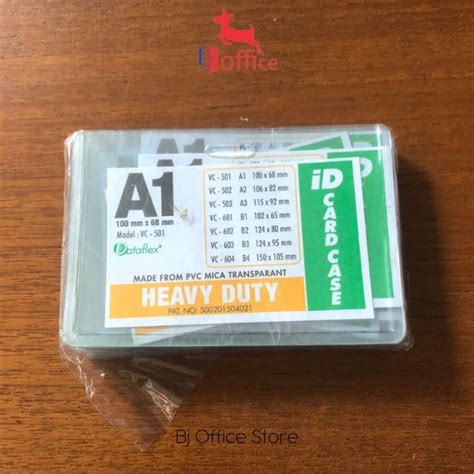 BJ office
A1
100 mm x 68 mm
Model : VC - 501
Dataflex®
VC - 501 A1 100 x 68 mm
VC - 502 A2 106 x 82 mm
VC - 503 A3 115 x 92 mm
VC - 601 B1 102 x 65 mm
VC - 602 B2 124 x 80 mm
VC - 603 B3 124 x 95 mm
VC - 604 B4 150 x 105 mm
iD
CARD CASE
MADE FROM PVC MICA TRANSPARANT
HEAVY DUTY
PAT. NO. 500201504021
Bj Office Store